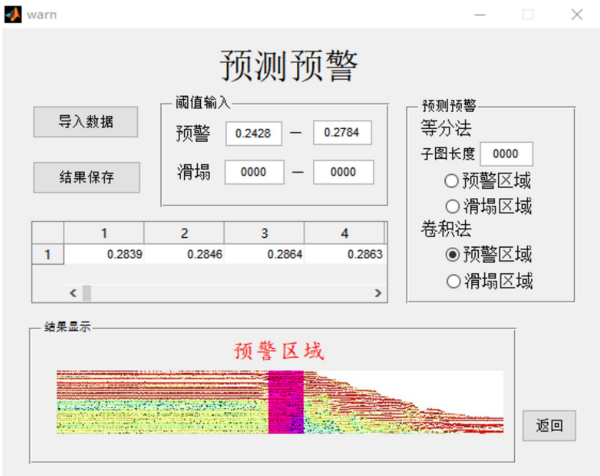 warn
预测预警
导入数据
结果保存
阈值输入
预警 0.2428 — 0.2784
滑塌 0000 — 0000
预测预警
等分法
子图长度 0000
预警区域
滑塌区域
卷积法
预警区域
滑塌区域
1 2 3 4
1 0.2839 0.2846 0.2864 0.2863
结果显示
预警区域
返回